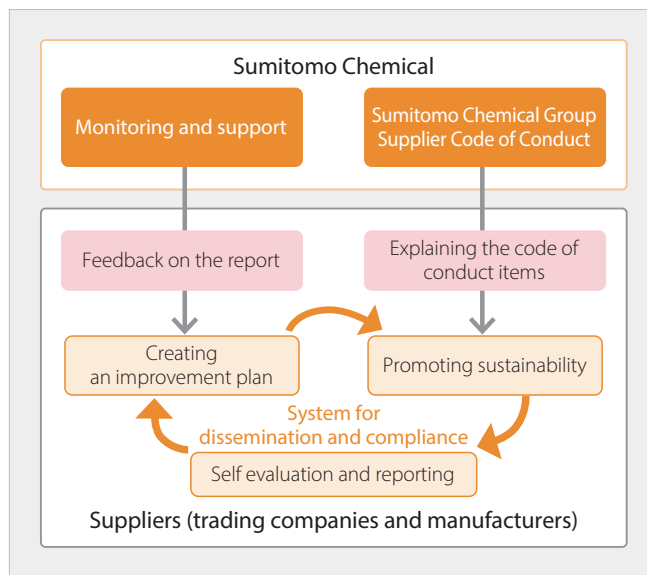 Sumitomo Chemical
Monitoring and support
Sumitomo Chemical Group
Supplier Code of Conduct
Feedback on the report
Explaining the code of
conduct items
Creating
an improvement plan
Promoting sustainability
System for
dissemination and compliance
Self evaluation and reporting
Suppliers (trading companies and manufacturers)